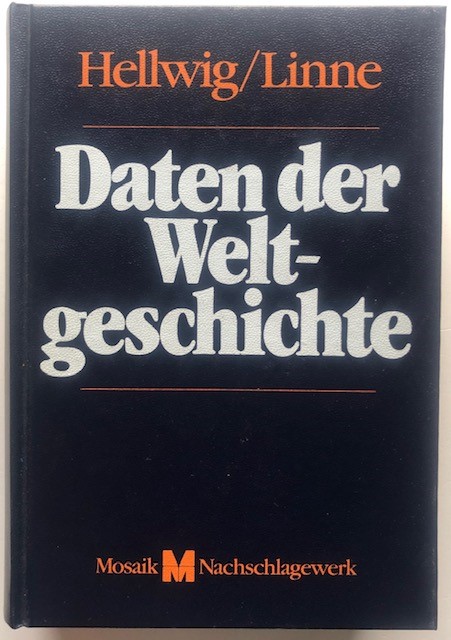 Hellwig/Linne
Daten der
Welt-
geschichte
Mosaik M Nachschlagewerk